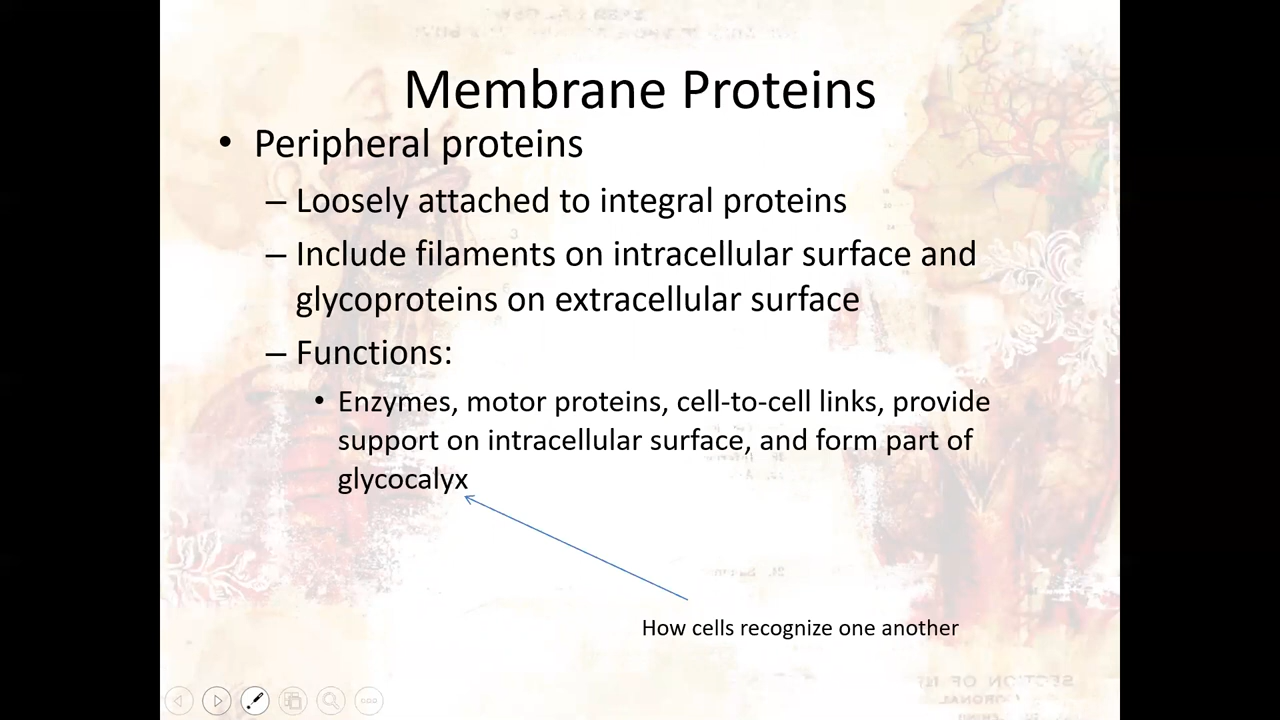 Membrane Proteins
• Peripheral proteins
– Loosely attached to integral proteins
– Include filaments on intracellular surface and
glycoproteins on extracellular surface
– Functions:
• Enzymes, motor proteins, cell-to-cell links, provide
support on intracellular surface, and form part of
glycocalyx
How cells recognize one another